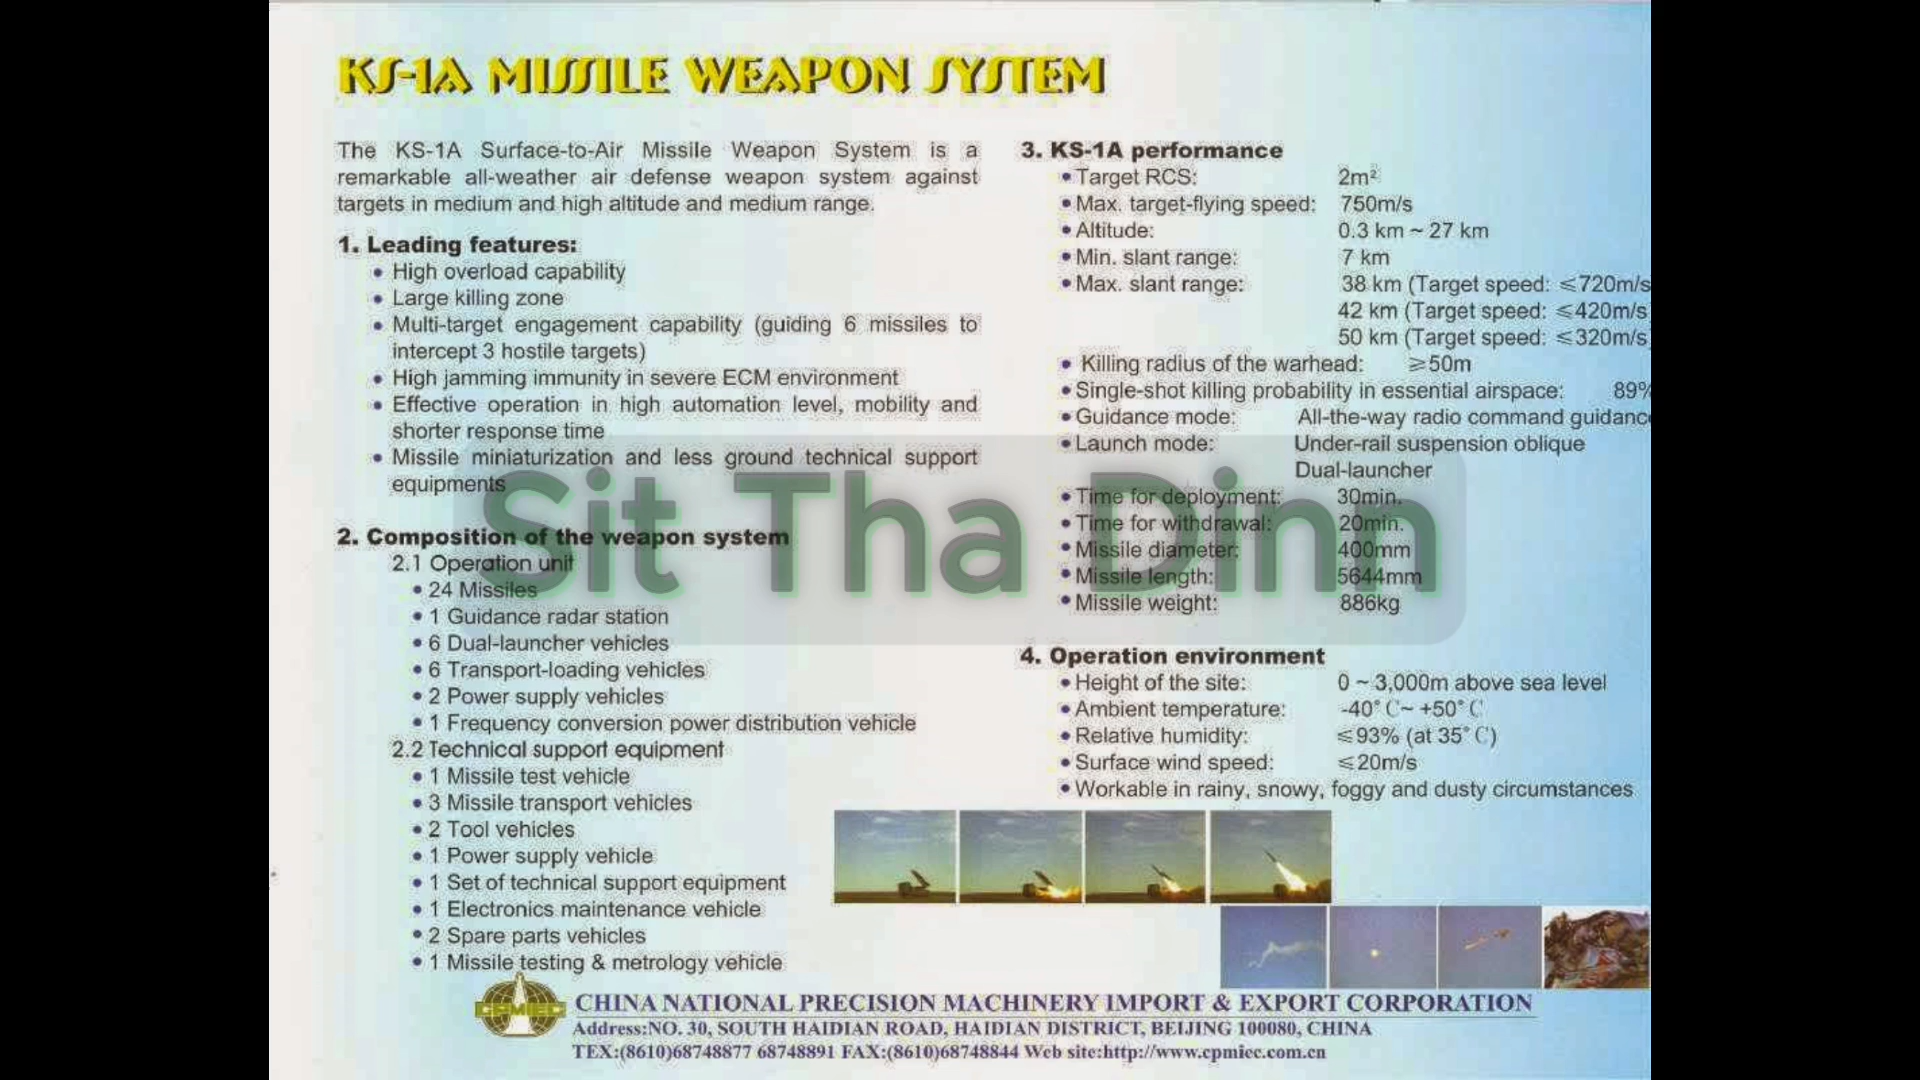 KS-1A MISSILE WEAPON SYSTEM
The KS-1A Surface-to-Air Missile Weapon System is a
remarkable all-weather air defense weapon system against
targets in medium and high altitude and medium range.
1. Leading features:
• High overload capability
• Large killing zone
• Multi-target engagement capability (guiding 6 missiles to
intercept 3 hostile targets)
• High jamming immunity in severe ECM environment
• Effective operation in high automation level, mobility and
shorter response time
• Missile miniaturization and less ground technical support
equipments
2. Composition of the weapon system
2.1 Operation unit
• 24 Missiles
• 1 Guidance radar station
• 6 Dual-launcher vehicles
• 6 Transport-loading vehicles
• 2 Power supply vehicles
• 1 Frequency conversion power distribution vehicle
2.2 Technical support equipment
• 1 Missile test vehicle
• 3 Missile transport vehicles
• 2 Tool vehicles
• 1 Power supply vehicle
• 1 Set of technical support equipment
• 1 Electronics maintenance vehicle
• 2 Spare parts vehicles
• 1 Missile testing & metrology vehicle
3. KS-1A performance
• Target RCS: 2m²
• Max. target-flying speed: 750m/s
• Altitude: 0.3 km ~ 27 km
• Min. slant range: 7 km
• Max. slant range: 38 km (Target speed: ≤720m/s
42 km (Target speed: ≤420m/s
50 km (Target speed: ≤320m/s)
• Killing radius of the warhead: ≥50m
• Single-shot killing probability in essential airspace: 89%
• Guidance mode: All-the-way radio command guidance
• Launch mode: Under-rail suspension oblique
Dual-launcher
• Time for deployment: 30min.
• Time for withdrawal: 20min.
• Missile diameter: 400mm
• Missile length: 5644mm
• Missile weight: 886kg
4. Operation environment
• Height of the site: 0 ~ 3,000m above sea level
• Ambient temperature: -40°C~ +50°C
• Relative humidity: ≤93% (at 35°C)
• Surface wind speed: ≤20m/s
• Workable in rainy, snowy, foggy and dusty circumstances
Sit Tha Dinn
CPMIEC
CHINA NATIONAL PRECISION MACHINERY IMPORT & EXPORT CORPORATION
Address:NO. 30, SOUTH HAIDIAN ROAD, HAIDIAN DISTRICT, BEIJING 100080, CHINA
TEX:(8610)68748877 68748891 FAX:(8610)68748844 Web site:http://www.cpmiec.com.cn